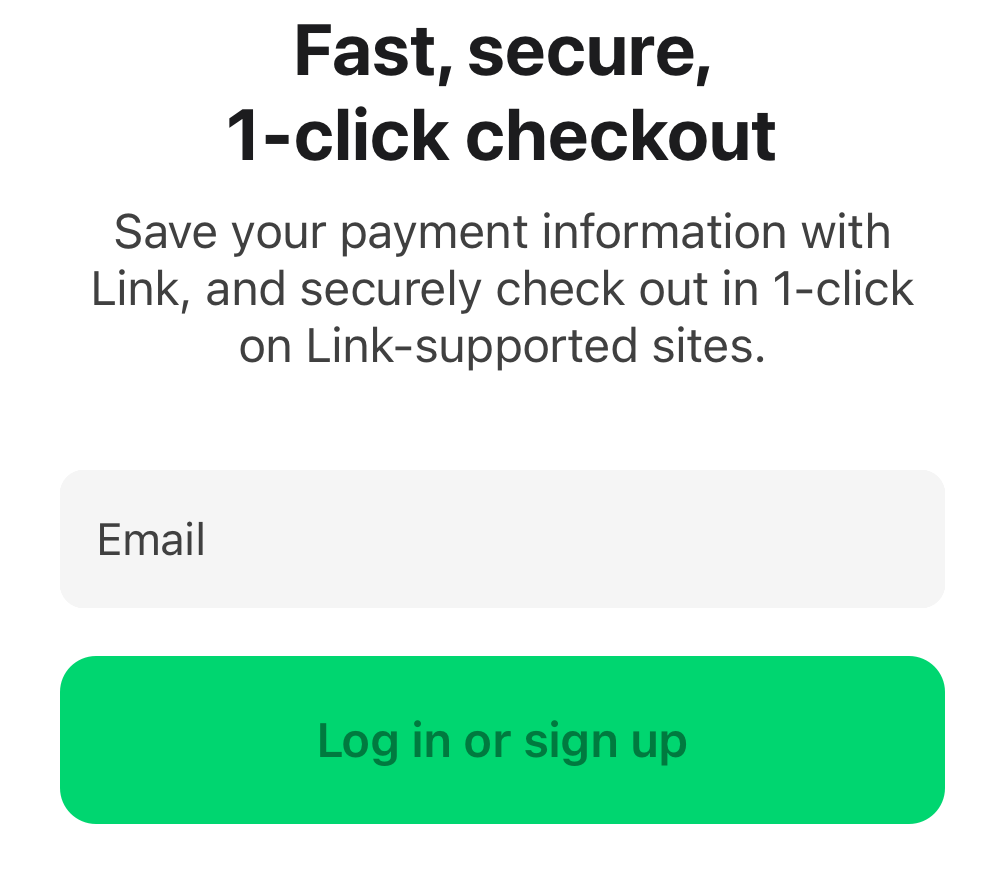 Fast, secure,
1-click checkout
Save your payment information with
Link, and securely check out in 1-click
on Link-supported sites.
Email
Log in or sign up